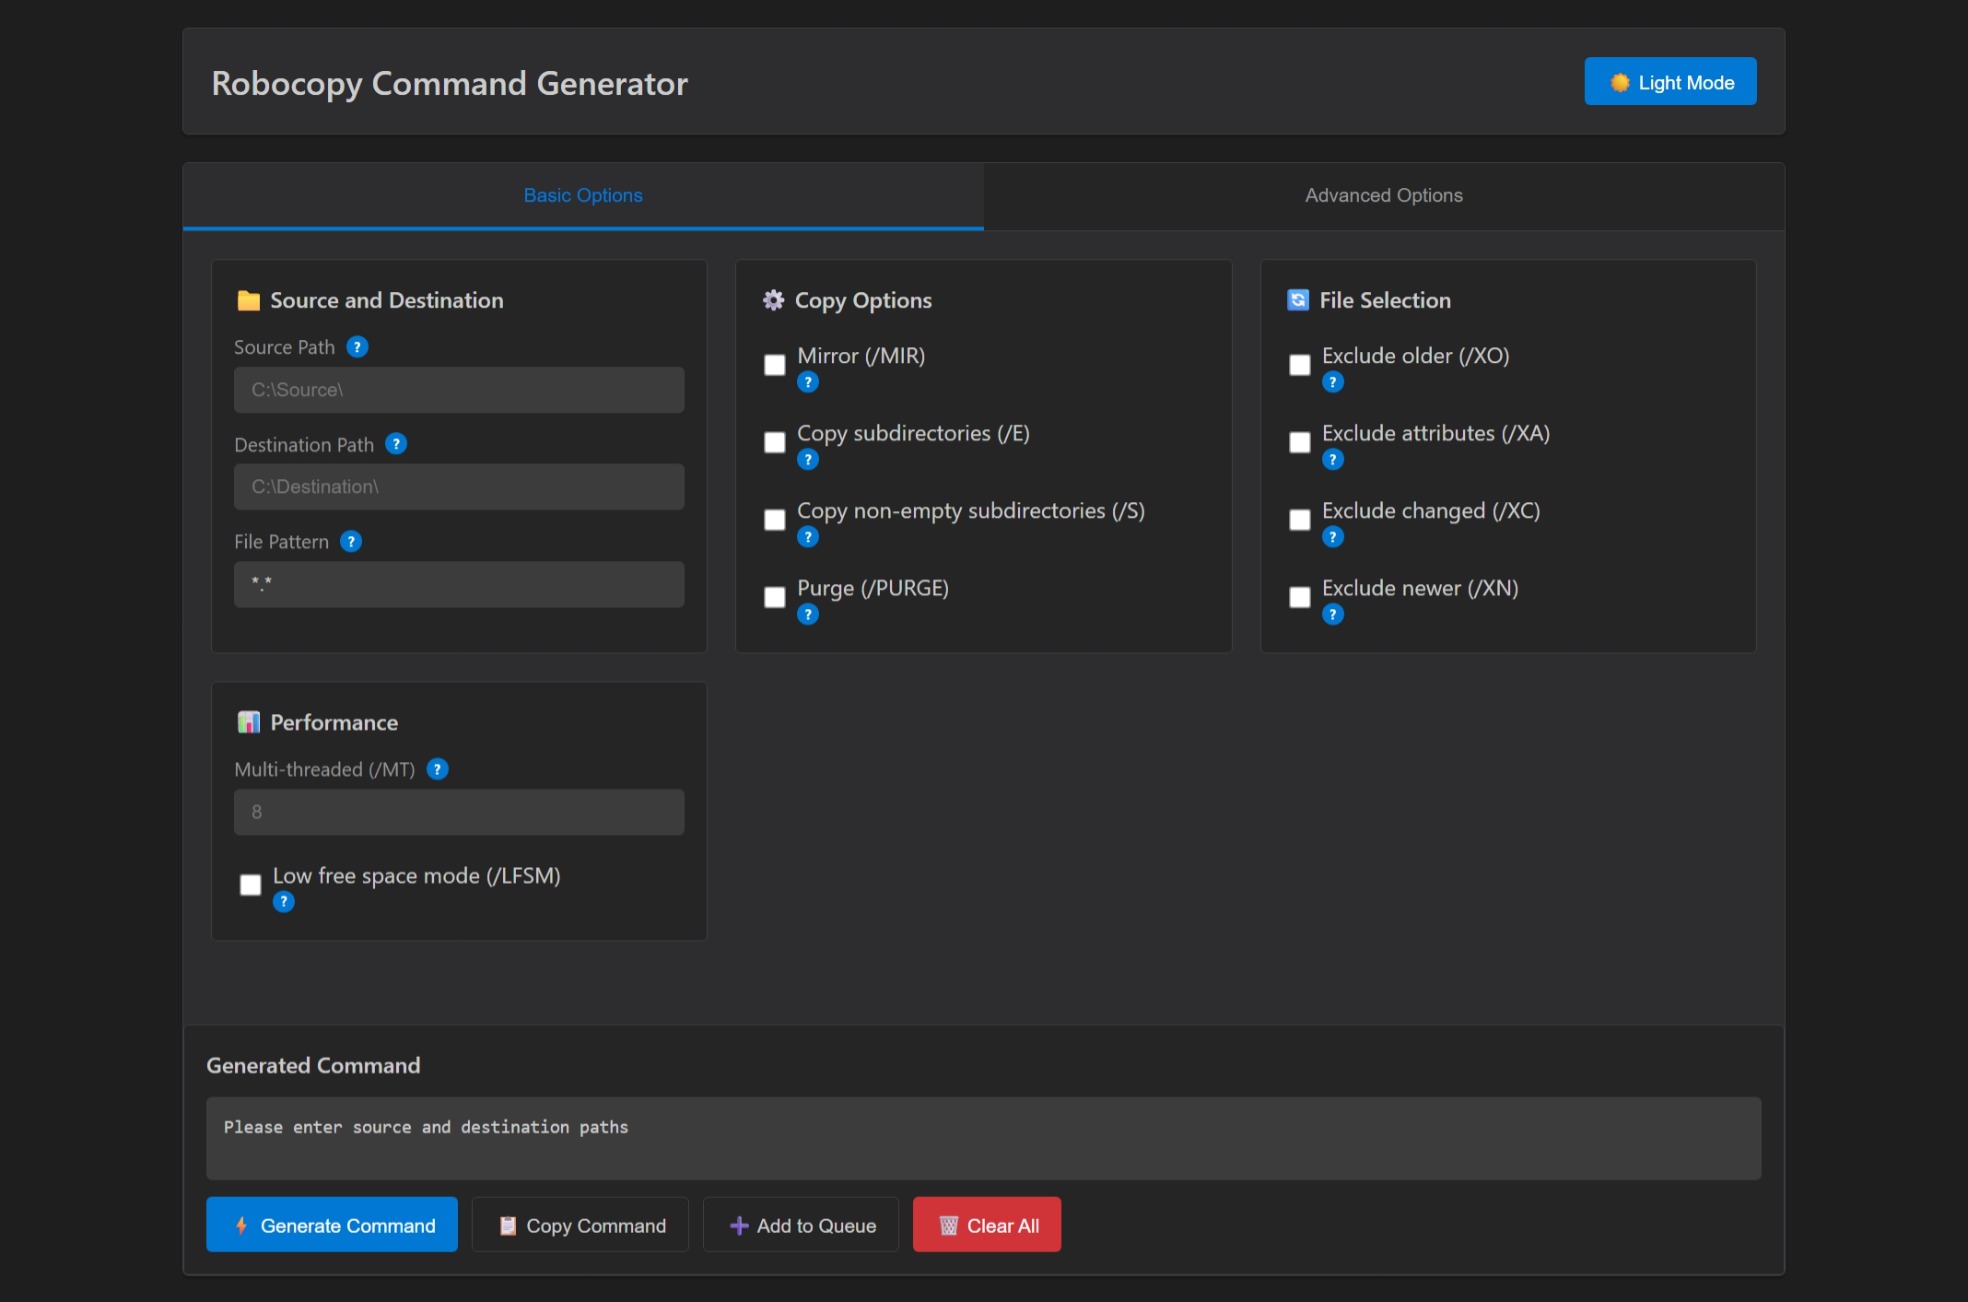 Robocopy Command Generator
Light Mode
Basic Options
Advanced Options
Source and Destination
Source Path ?
C:\Source\
Destination Path ?
C:\Destination\
File Pattern ?
*.*
Copy Options
Mirror (/MIR)
?
Copy subdirectories (/E)
?
Copy non-empty subdirectories (/S)
?
Purge (/PURGE)
?
File Selection
Exclude older (/XO)
?
Exclude attributes (/XA)
?
Exclude changed (/XC)
?
Exclude newer (/XN)
?
Performance
Multi-threaded (/MT) ?
8
Low free space mode (/LFSM)
?
Generated Command
Please enter source and destination paths
Generate Command
Copy Command
Add to Queue
Clear All